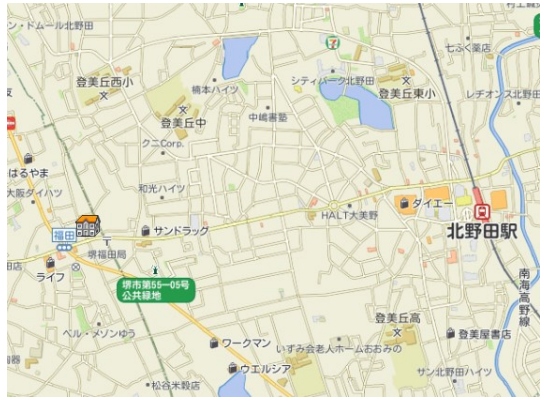 ン・ドムール北野田
登美丘西小
橋本ハイツ
シティパーク北野田
七ふく薬店
登美丘東小
レヂオンス北野田
登美丘中
中嶋書塾
クニCorp.
はるやま
大阪ダイハツ
和光ハイツ
HALT大美野
ダイエー
福田
サンドラッグ
北野田駅
堺福田局
ライフ
堺市第55-05号
公共緑地
南海高野線
ベル・メゾンゆう
登美丘高
登美屋書店
ワークマン
いずみ会老人ホームおおみの
ウエルシア
サン北野田ハイツ
松谷米穀店